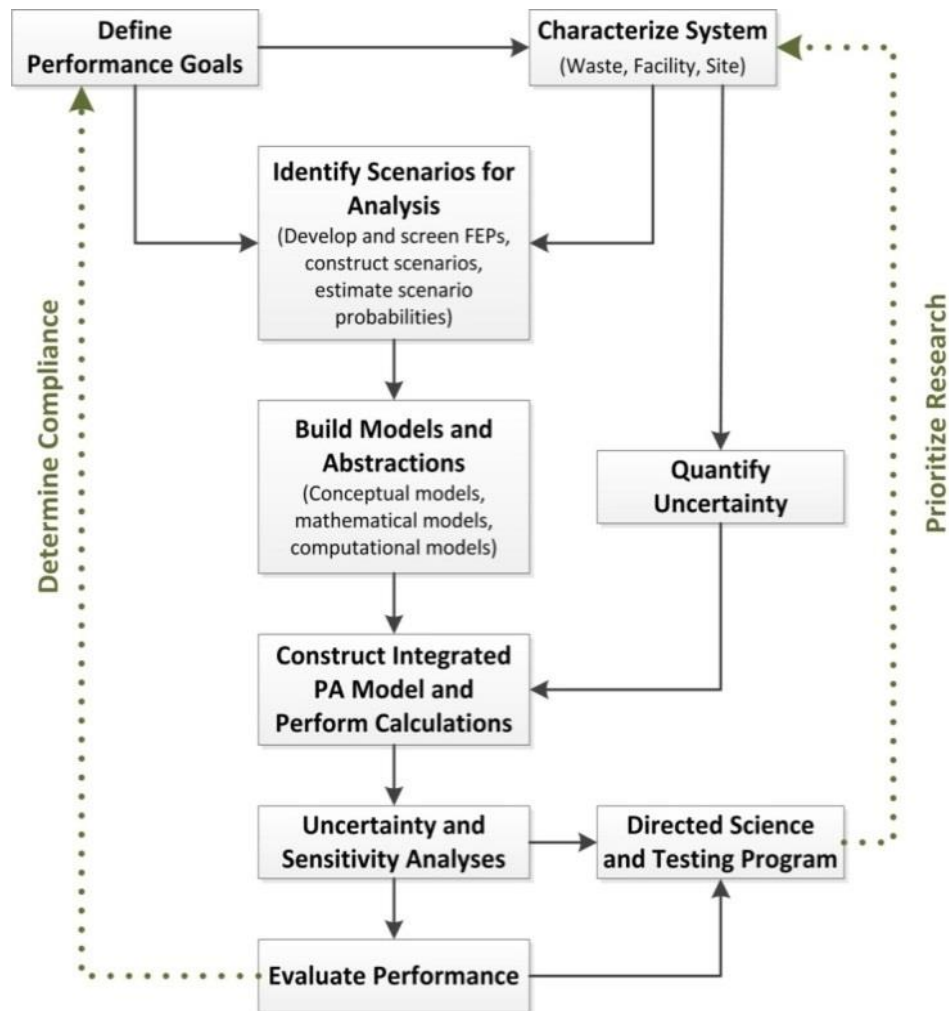 Define
Performance Goals
Characterize System
(Waste, Facility, Site)
Identify Scenarios for
Analysis
(Develop and screen FEPs,
construct scenarios,
estimate scenario
probabilities)
Build Models and
Abstractions
(Conceptual models,
mathematical models,
computational models)
Quantify
Uncertainty
Construct Integrated
PA Model and
Perform Calculations
Uncertainty and
Sensitivity Analyses
Directed Science
and Testing Program
Evaluate Performance
Determine Compliance
Prioritize Research